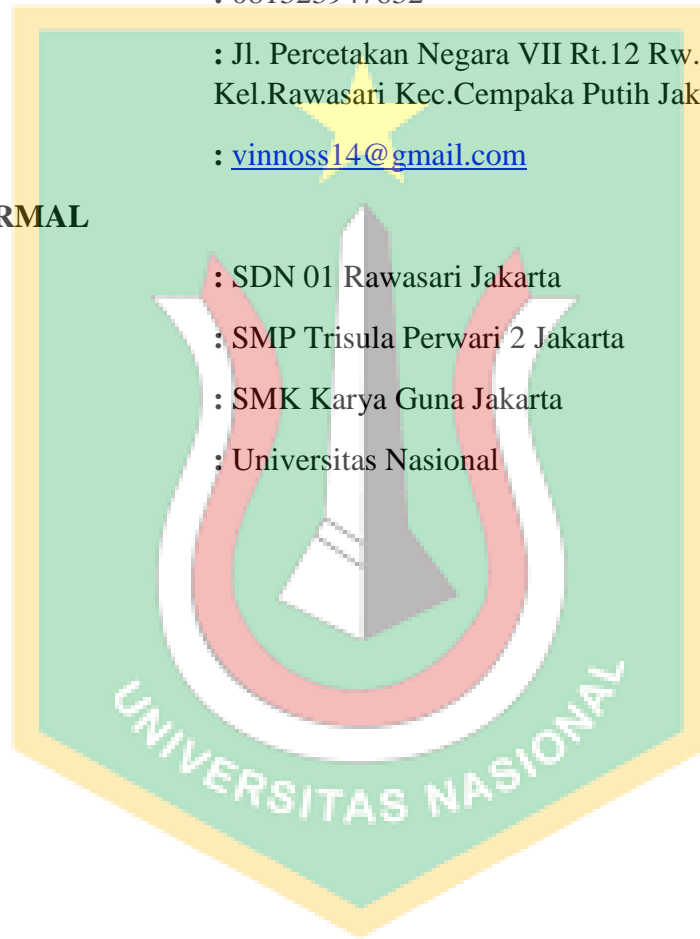 : Jl. Percetakan Negara VII Rt.12 Rw.
Kel.Rawasari Kec.Cempaka Putih Jak
: vinnoss14@gmail.com
RMAL
: SDN 01 Rawasari Jakarta
: SMP Trisula Perwari 2 Jakarta
: SMK Karya Guna Jakarta
: Universitas Nasional
UNIVERSITAS NASIONAL